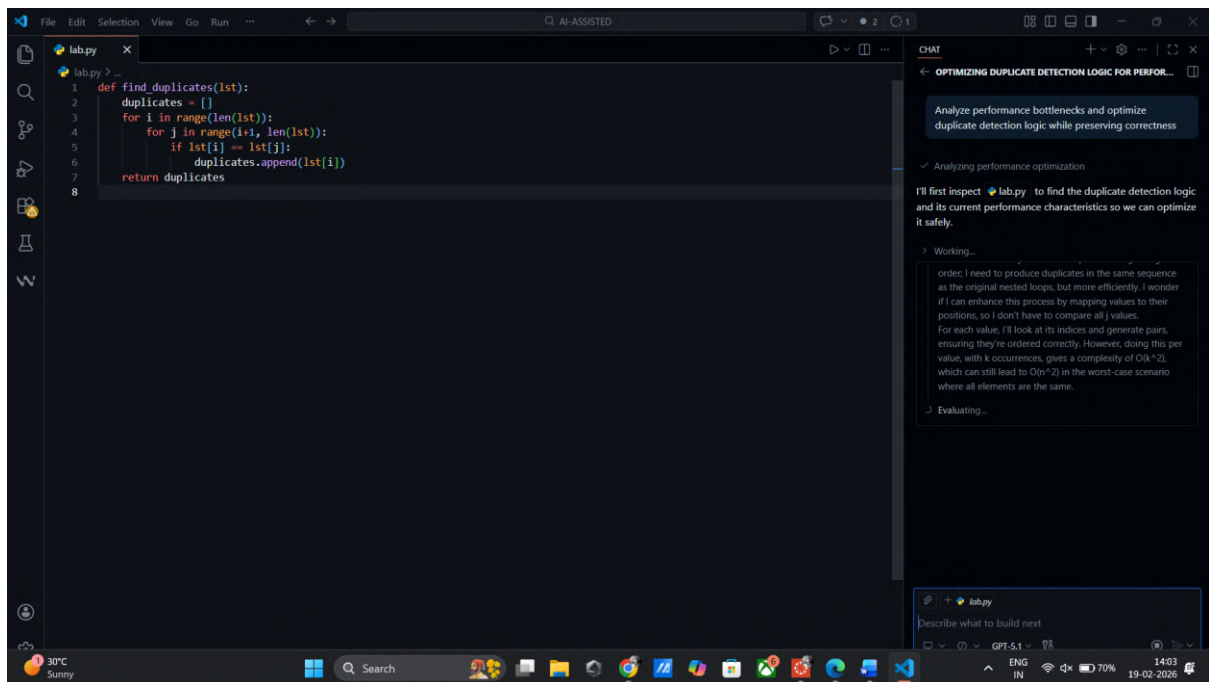 File Edit Selection View Go Run ...
AI-ASSISTED
2
1
lab.py
lab.py > ...
1 def find_duplicates(lst):
2 duplicates = []
3 for i in range(len(lst)):
4 for j in range(i+1, len(lst)):
5 if lst[i] == lst[j]:
6 duplicates.append(lst[i])
7 return duplicates
8
CHAT
OPTIMIZING DUPLICATE DETECTION LOGIC FOR PERFOR...
Analyze performance bottlenecks and optimize
duplicate detection logic while preserving correctness
Analyzing performance optimization
I'll first inspect lab.py to find the duplicate detection logic
and its current performance characteristics so we can optimize
it safely.
Working...
order; I need to produce duplicates in the same sequence
as the original nested loops, but more efficiently. I wonder
if I can enhance this process by mapping values to their
positions, so I don't have to compare all j values.
For each value, I'll look at its indices and generate pairs,
ensuring they're ordered correctly. However, doing this per
value, with k occurrences, gives a complexity of O(k^2),
which can still lead to O(n^2) in the worst-case scenario
where all elements are the same.
Evaluating...
lab.py
Describe what to build next
GPT-5.1
1
30°C
Sunny
Search
6
ENG
IN
70%
14:03
19-02-2026